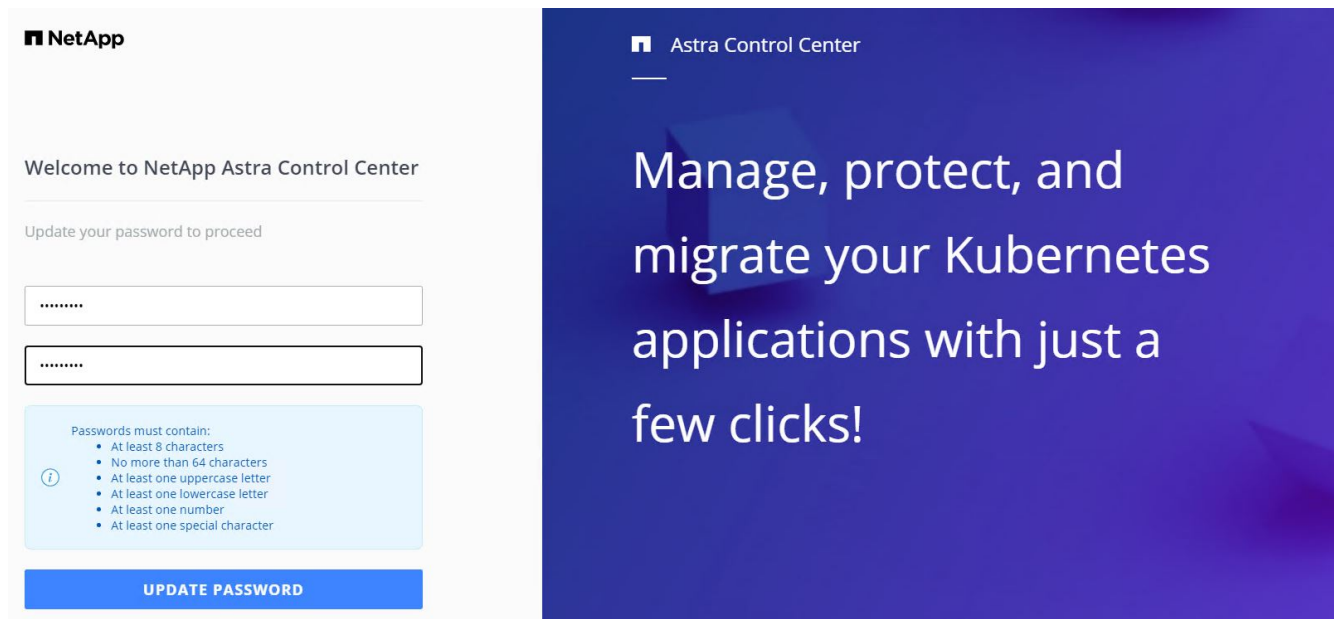 NetApp
Welcome to NetApp Astra Control Center
Update your password to proceed
•••••••••
•••••••••
Passwords must contain:
• At least 8 characters
• No more than 64 characters
• At least one uppercase letter
• At least one lowercase letter
• At least one number
• At least one special character
UPDATE PASSWORD
Astra Control Center
Manage, protect, and
migrate your Kubernetes
applications with just a
few clicks!